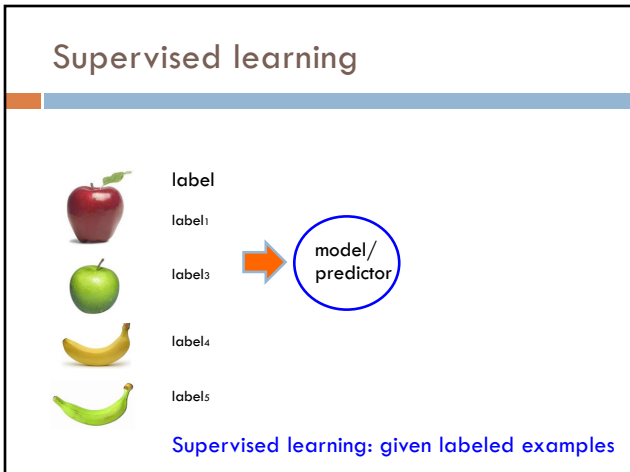 Supervised learning
label
label₁
label₃
label₄
label₅
model/
predictor
Supervised learning: given labeled examples